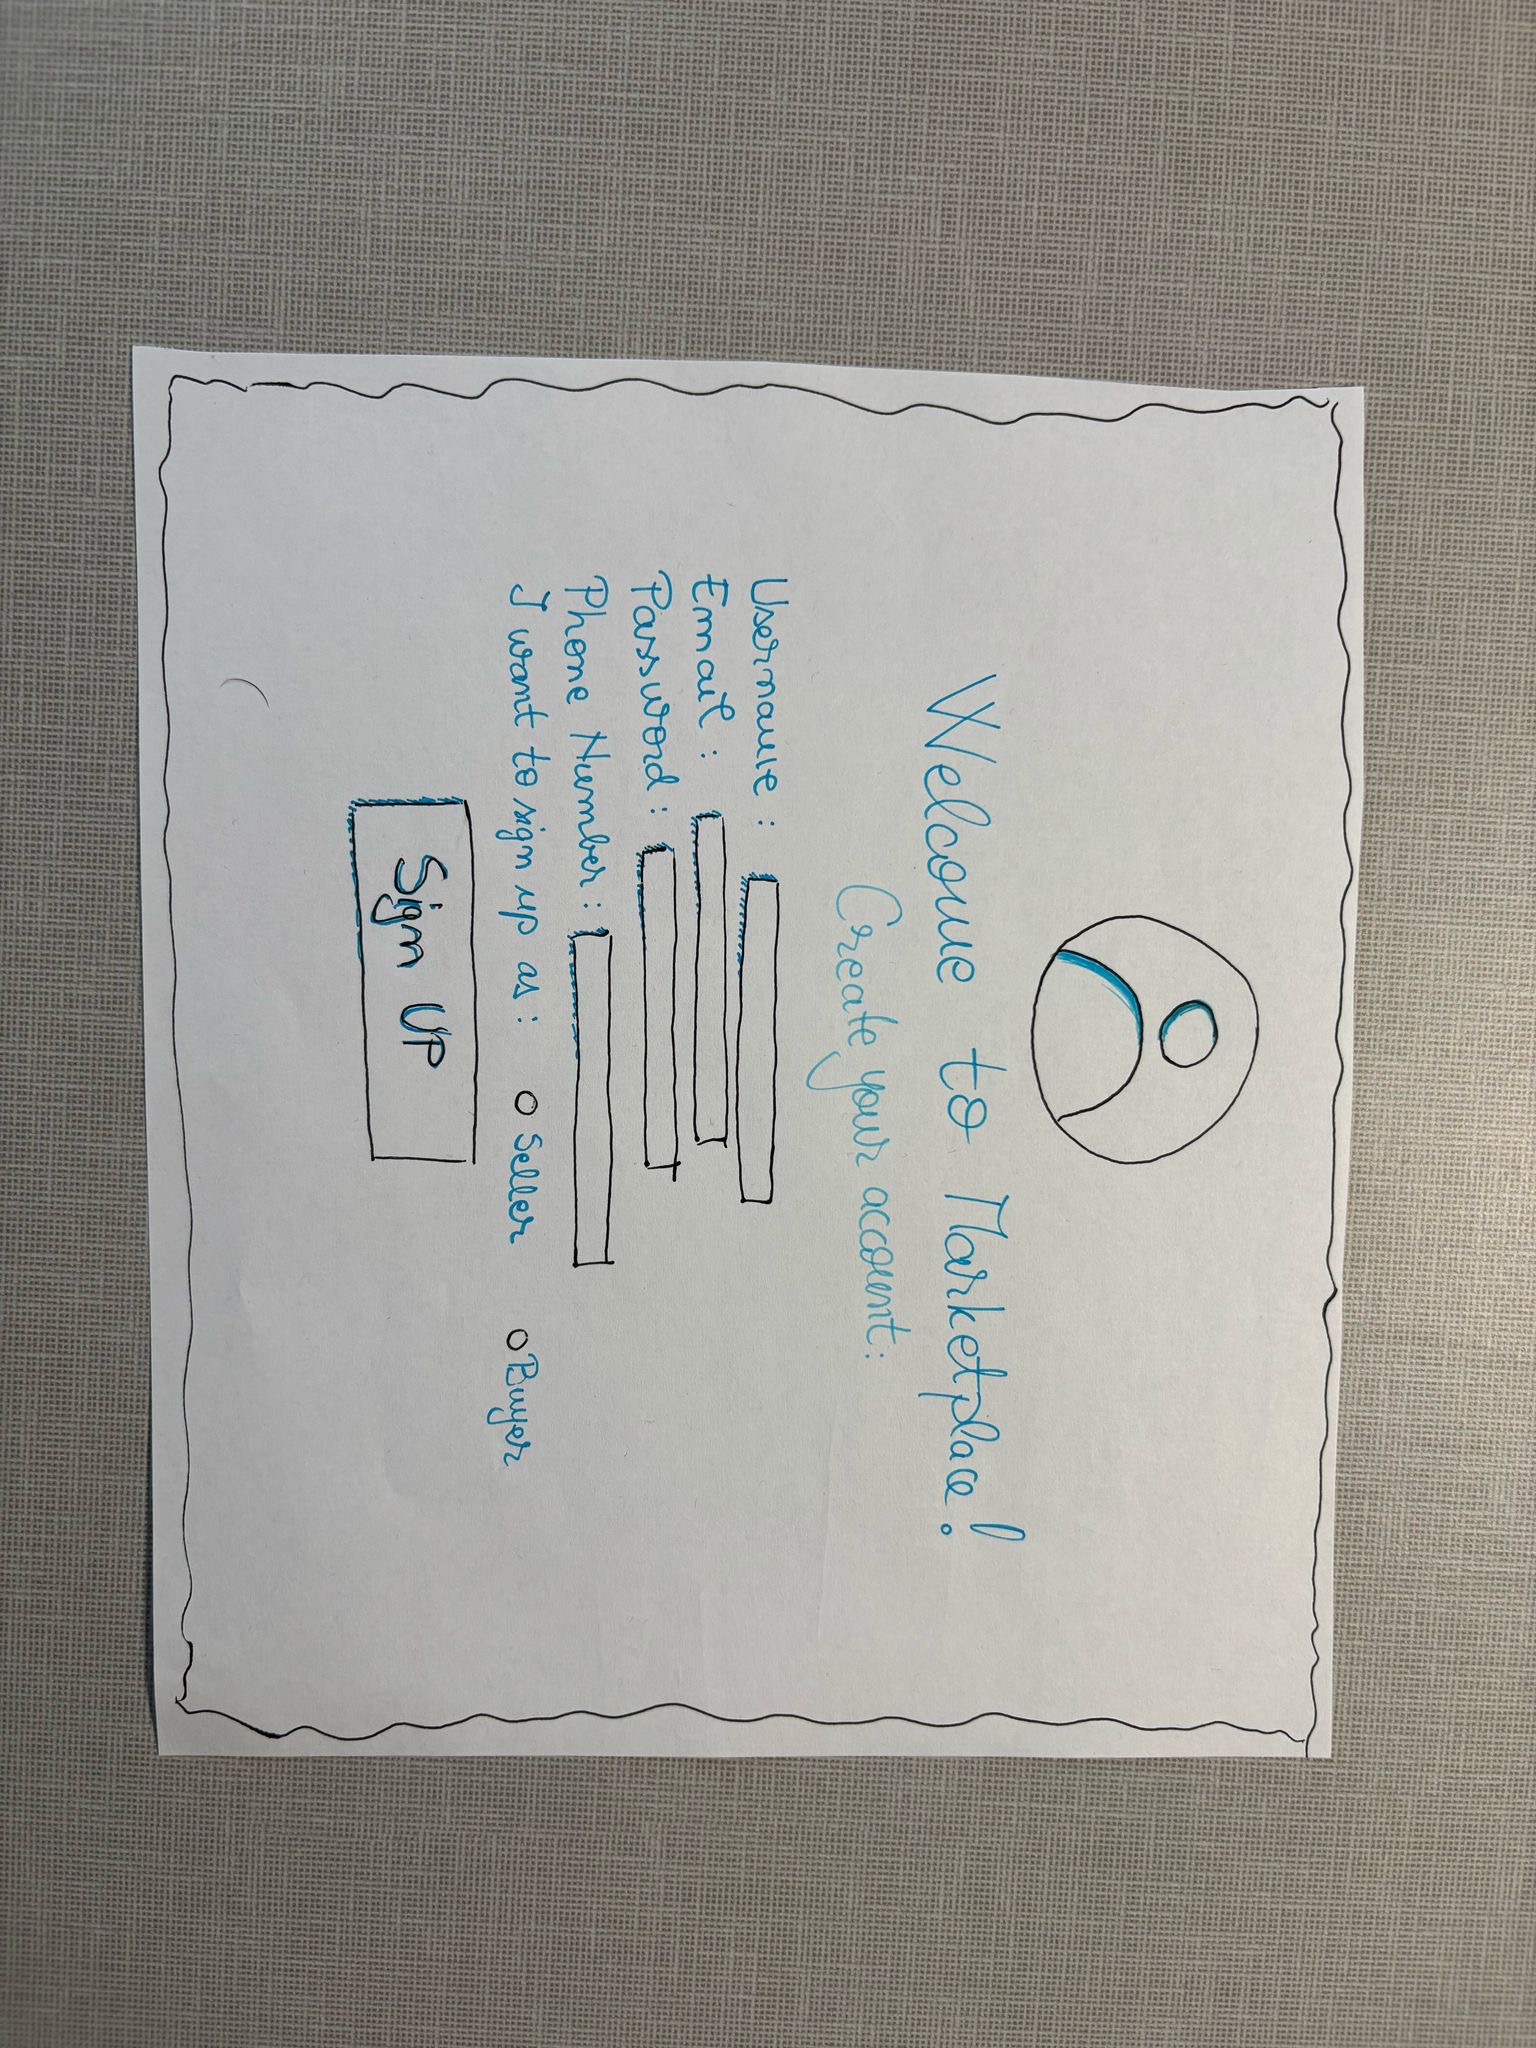 Welcome to Marketplace!
Create your account:
Username:
Email:
Password:
Phone Number:
I want to sign up as: Seller Buyer
Sign UP